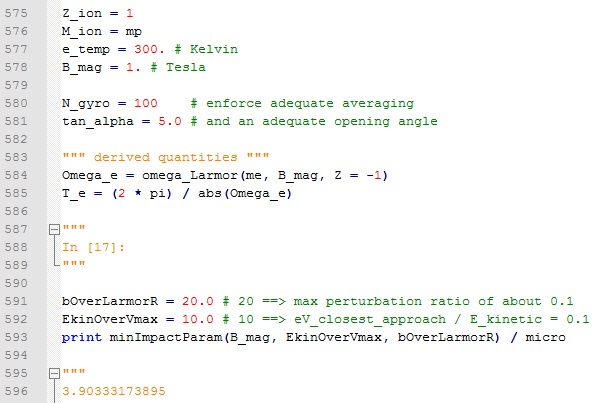 575 Z_ion = 1
576 M_ion = mp
577 e_temp = 300. # Kelvin
578 B_mag = 1. # Tesla
579
580 N_gyro = 100    # enforce adequate averaging
581 tan_alpha = 5.0 # and an adequate opening angle
582
583 """ derived quantities """
584 Omega_e = omega_Larmor(me, B_mag, Z = -1)
585 T_e = (2 * pi) / abs(Omega_e)
586
587 """
588 In [17]:
589 """
590
591 bOverLarmorR = 20.0 # 20 ==> max perturbation ratio of about 0.1
592 EkinOverVmax = 10.0 # 10 ==> eV_closest_approach / E_kinetic = 0.1
593 print minImpactParam(B_mag, EkinOverVmax, bOverLarmorR) / micro
594
595 """
596 3.90333173895